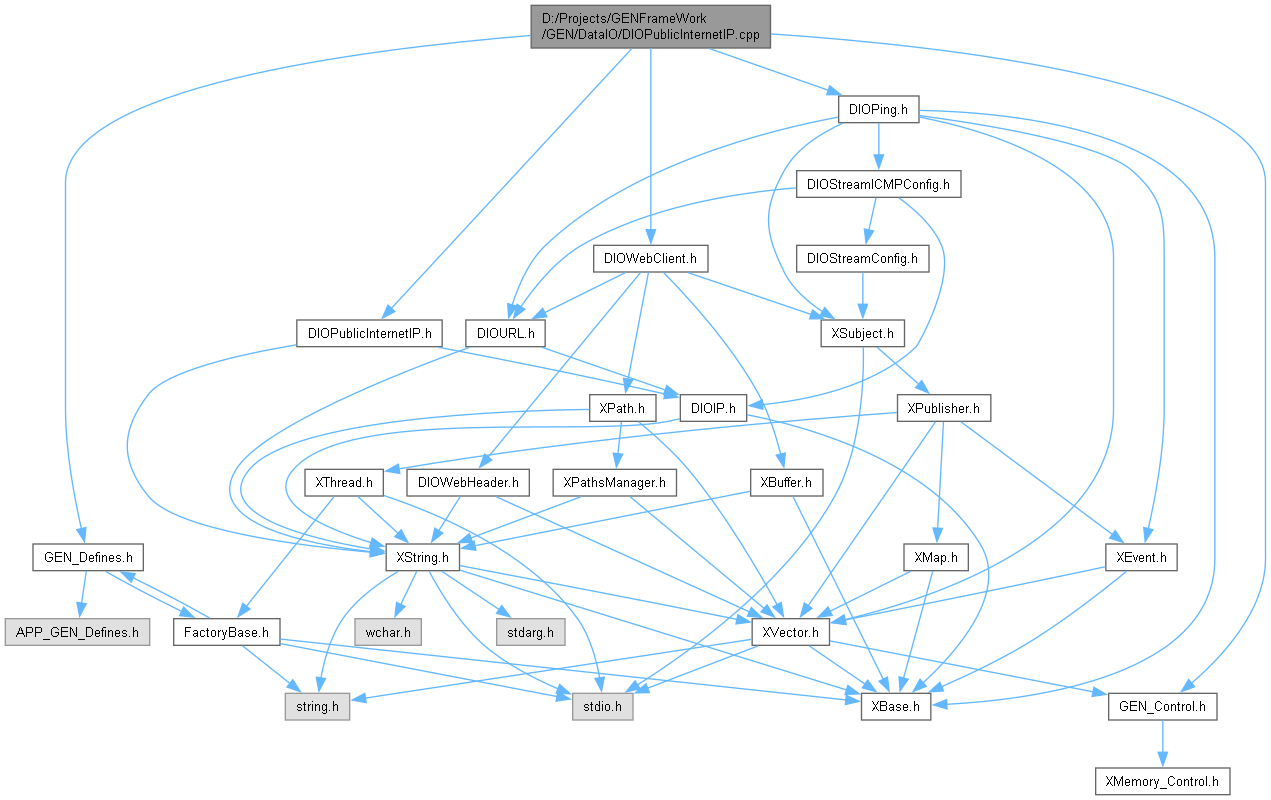 D:/Projects/GENFrameWork
/GEN/DataIO/DIOPublicInternetIP.cpp
DIOPing.h
DIOStreamICMPConfig.h
DIOWebClient.h
DIOStreamConfig.h
DIOPublicInternetIP.h
DIOURL.h
XSubject.h
XPath.h
DIOIP.h
XPublisher.h
XThread.h
DIOWebHeader.h
XPathsManager.h
XBuffer.h
GEN_Defines.h
XString.h
XMap.h
XEvent.h
APP_GEN_Defines.h
FactoryBase.h
wchar.h
stdarg.h
XVector.h
string.h
stdio.h
XBase.h
GEN_Control.h
XMemory_Control.h